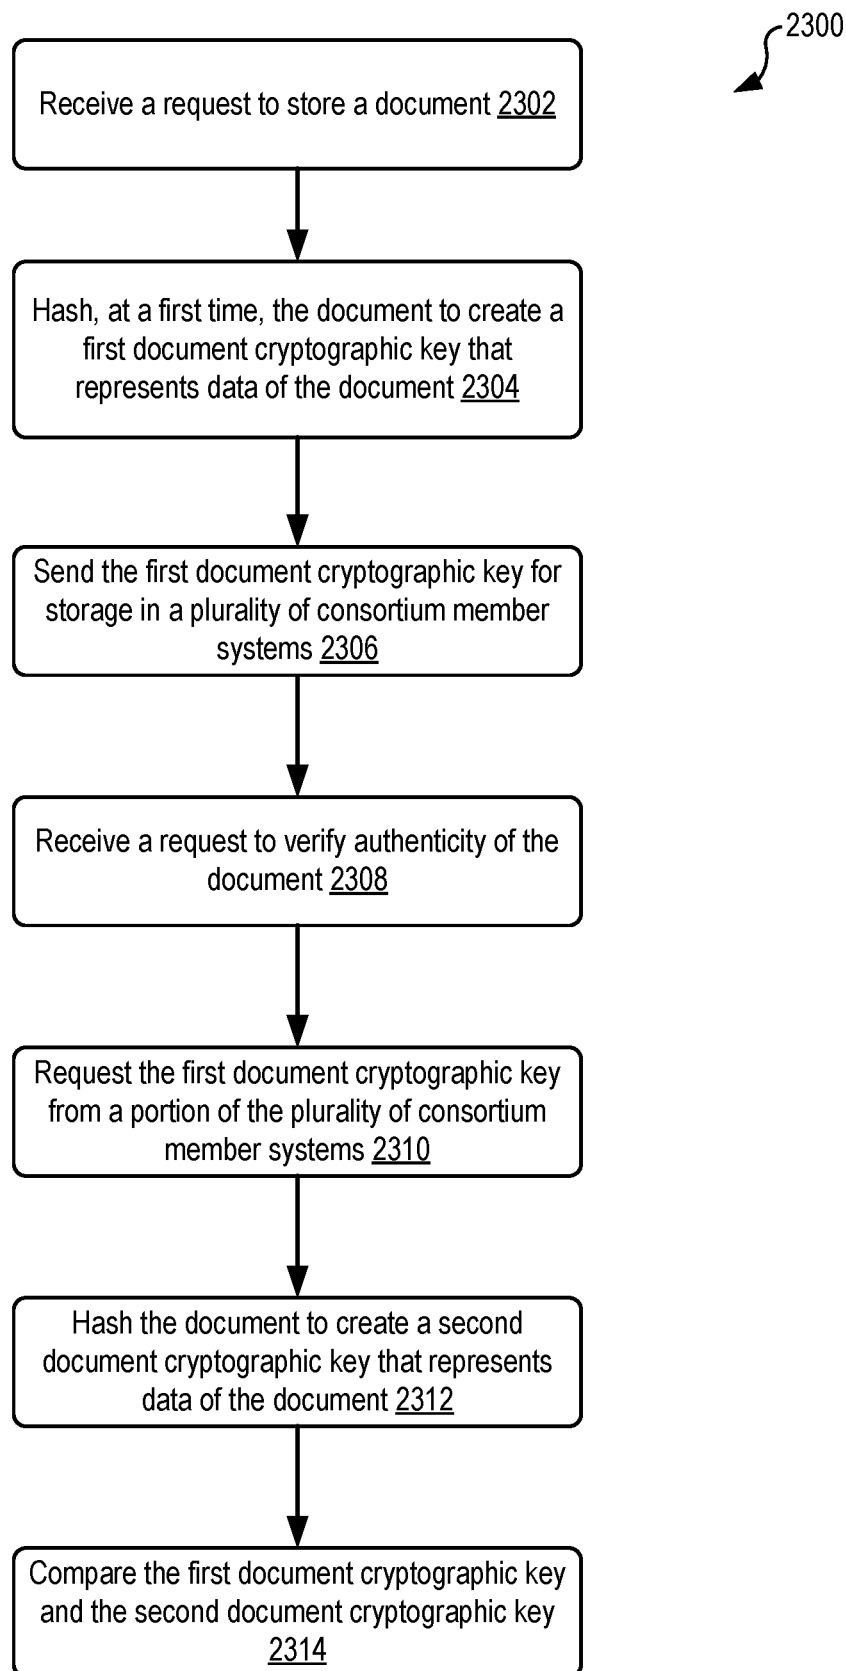 2300
Receive a request to store a document 2302
Hash, at a first time, the document to create a
first document cryptographic key that
represents data of the document 2304
Send the first document cryptographic key for
storage in a plurality of consortium member
systems 2306
Receive a request to verify authenticity of the
document 2308
Request the first document cryptographic key
from a portion of the plurality of consortium
member systems 2310
Hash the document to create a second
document cryptographic key that represents
data of the document 2312
Compare the first document cryptographic key
and the second document cryptographic key
2314